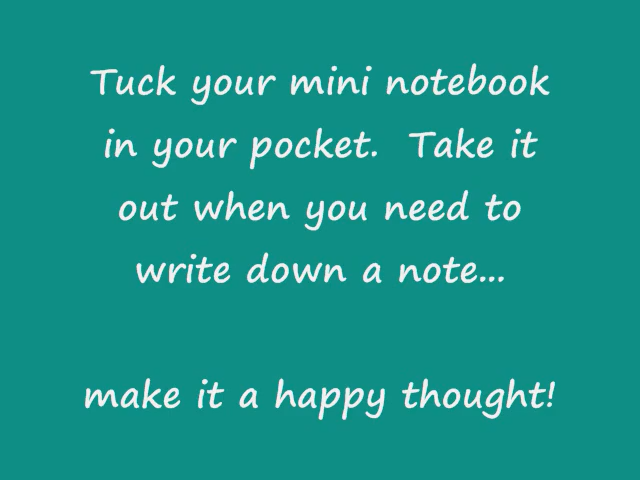 Tuck your mini notebook
in your pocket.  Take it
out when you need to
write down a note...
make it a happy thought!